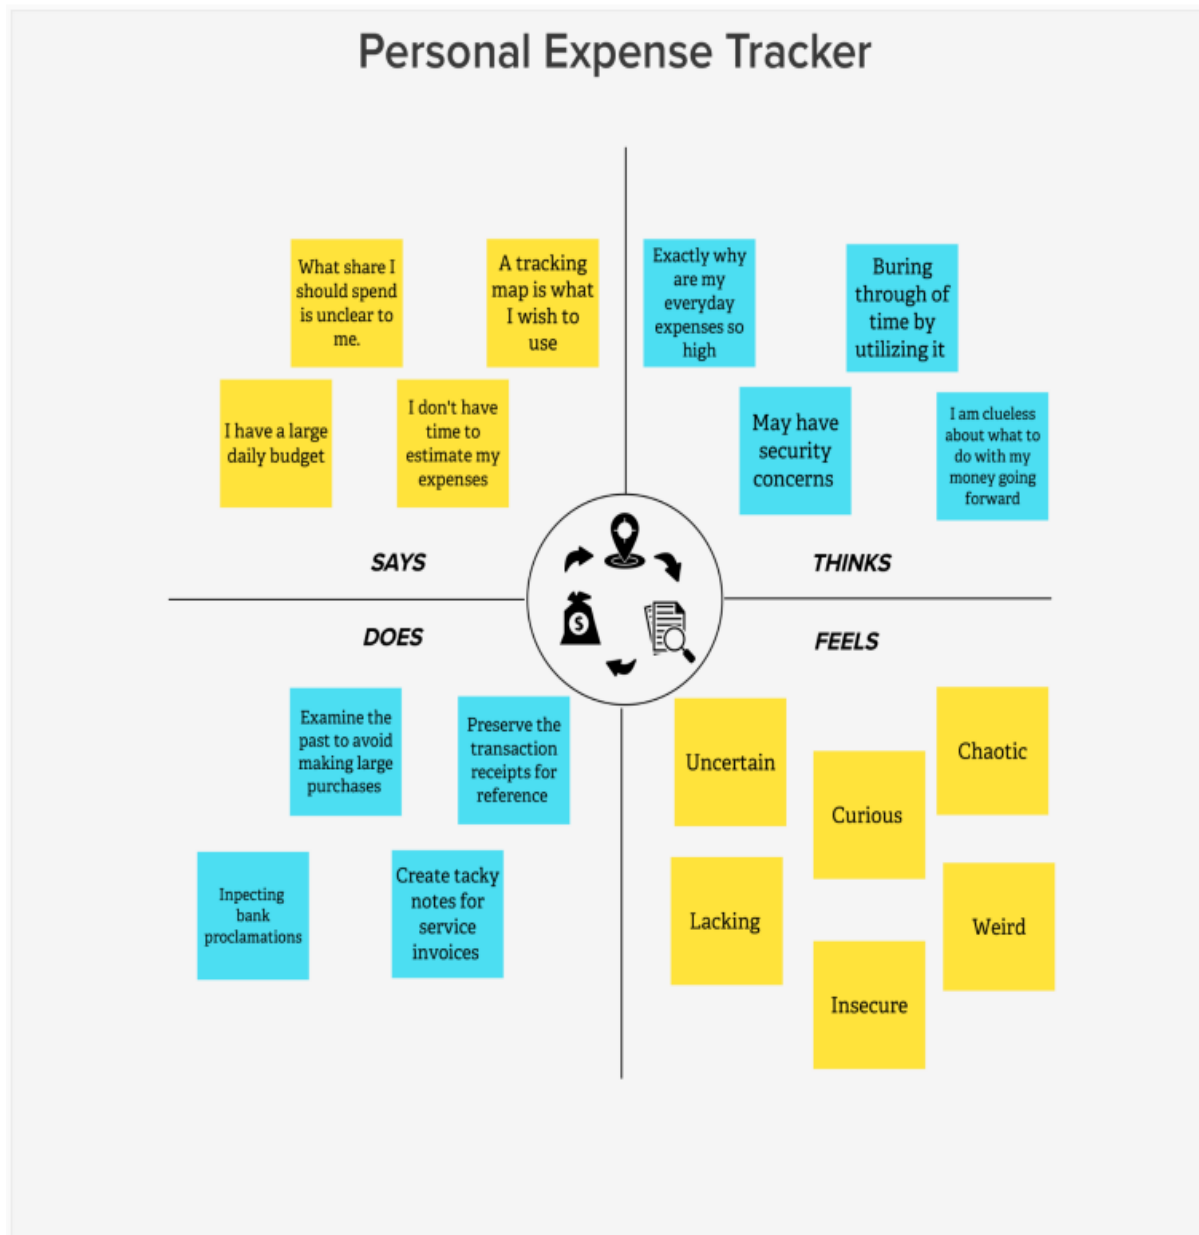 Personal Expense Tracker
What share I
should spend
is unclear to
me.
A tracking
map is what
I wish to
use
I have a large
daily budget
I don't have
time to
estimate my
expenses
SAYS
Exactly why
are my
everyday
expenses so
high
Buring
through of
time by
utilizing it
May have
security
concerns
I am clueless
about what to
do with my
money going
forward
THINKS
$
DOES
Examine the
past to avoid
making large
purchases
Preserve the
transaction
receipts for
reference
Inpecting
bank
proclamations
Create tacky
notes for
service
invoices
FEELS
Uncertain
Curious
Chaotic
Lacking
Insecure
Weird